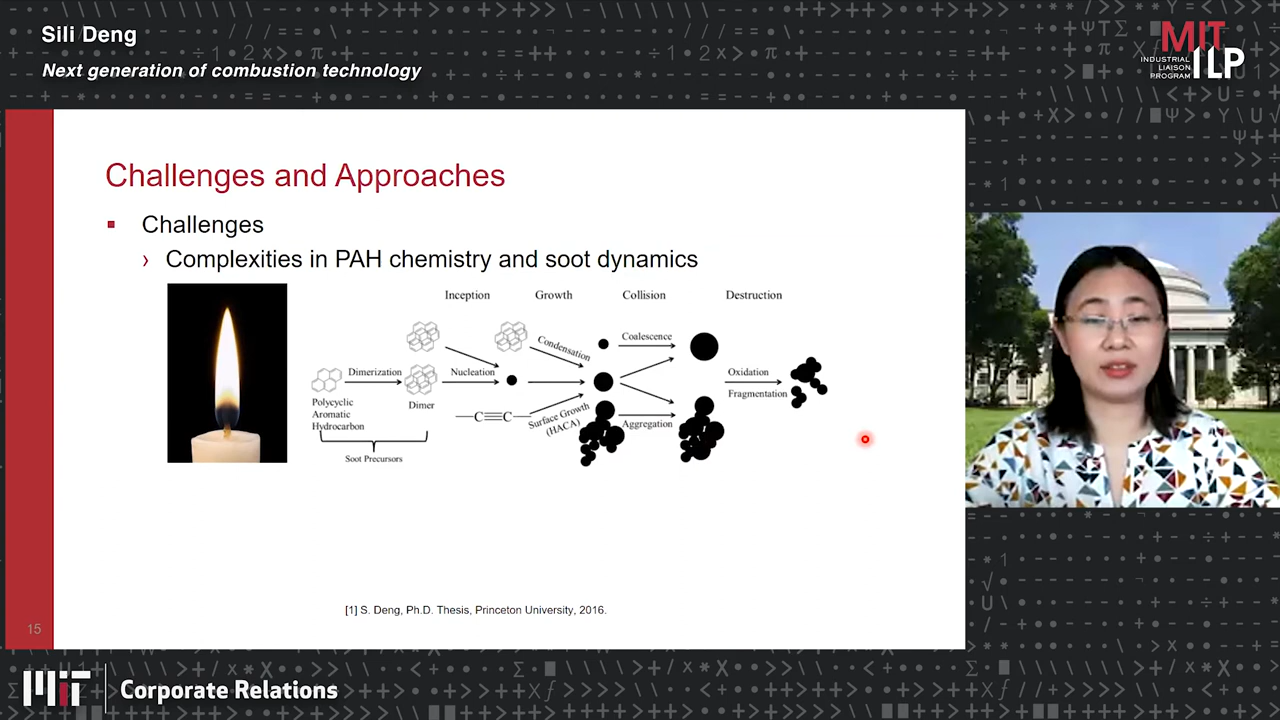 Sili Deng
Next generation of combustion technology
MIT
INDUSTRIAL
LIAISON
PROGRAM
ILP
Challenges and Approaches
Challenges
› Complexities in PAH chemistry and soot dynamics
Inception Growth Collision Destruction
Coalescence
Condensation
Dimerization
Nucleation
Oxidation
Polycyclic
Aromatic
Hydrocarbon
Dimer
Fragmentation
C≡C
Surface Growth
(HACA)
Aggregation
Soot Precursors
[1] S. Deng, Ph.D. Thesis, Princeton University, 2016.
15
MIT
Corporate Relations